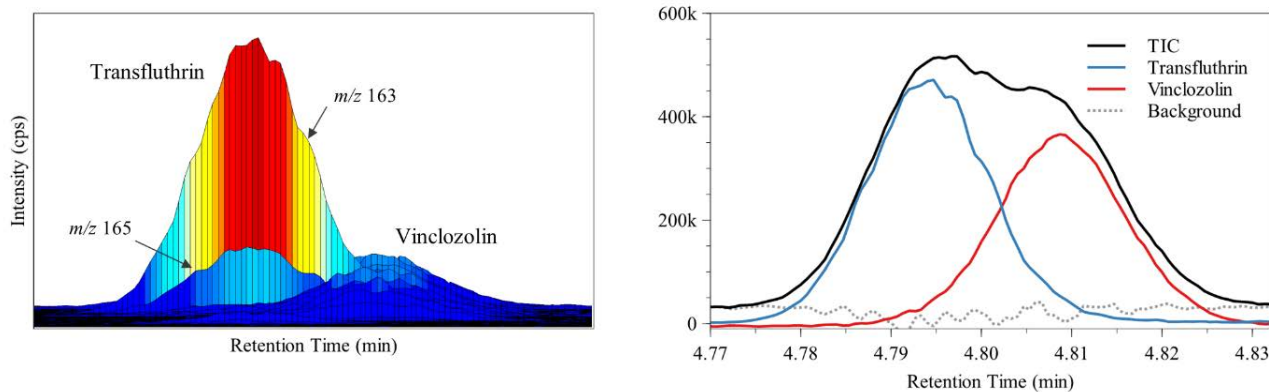 Transfluthrin
m/z 163
m/z 165
Vinclozolin
Intensity (cps)
Retention Time (min)
600k
400k
200k
0
TIC
Transfluthrin
Vinclozolin
Background
4.77 4.78 4.79 4.80 4.81 4.82 4.83
Retention Time (min)